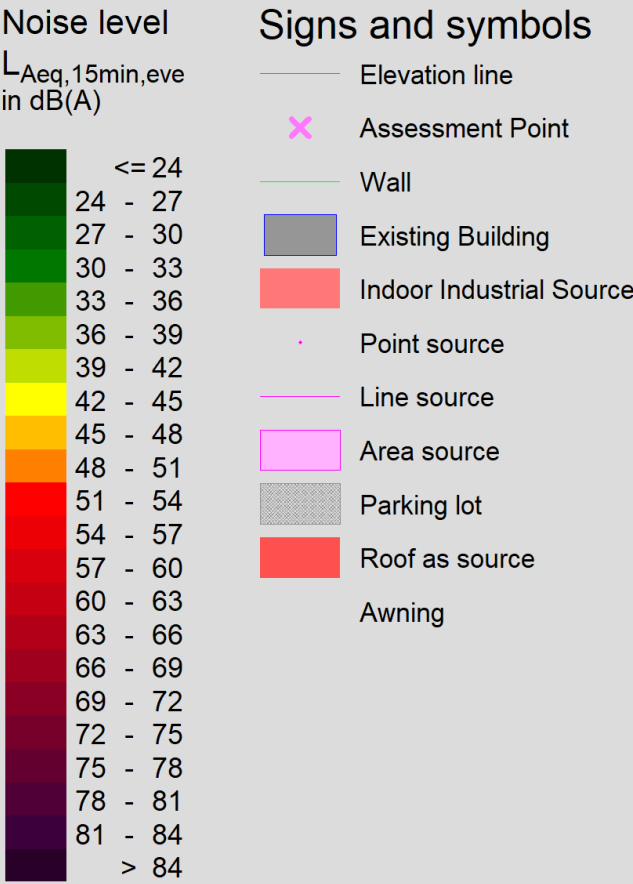 Noise level
LAeq,15min,eve
in dB(A)
<= 24
24 - 27
27 - 30
30 - 33
33 - 36
36 - 39
39 - 42
42 - 45
45 - 48
48 - 51
51 - 54
54 - 57
57 - 60
60 - 63
63 - 66
66 - 69
69 - 72
72 - 75
75 - 78
78 - 81
81 - 84
> 84
Signs and symbols
Elevation line
Assessment Point
Wall
Existing Building
Indoor Industrial Source
Point source
Line source
Area source
Parking lot
Roof as source
Awning